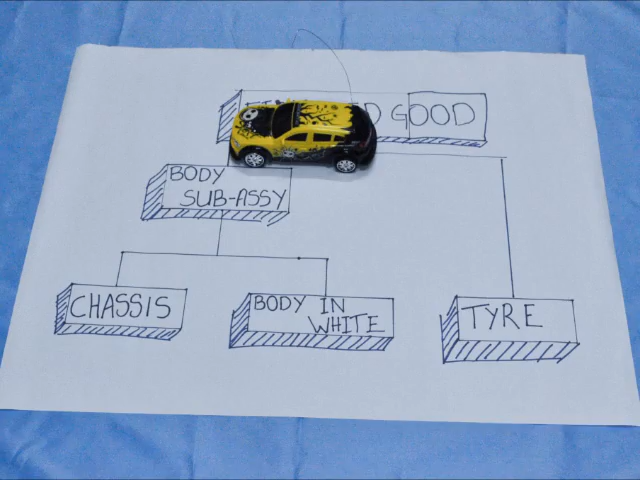 GOOD
BODY
SUB-ASSY
CHASSIS
BODY IN
WHITE
TYRE